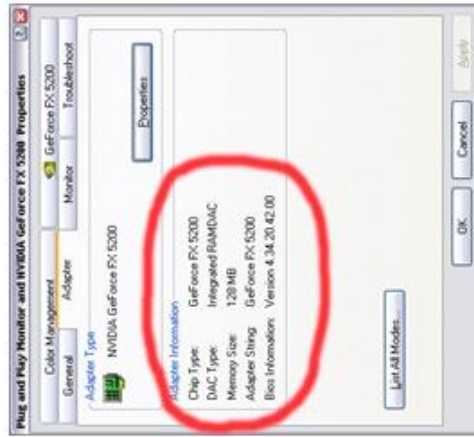 Plug and Play Monitor and NVIDIA GeForce FX 5200 Properties
Color Management
GeForce FX 5200
General
Adapter
Monitor
Troubleshoot
Adapter Type
NVIDIA GeForce FX 5200
Properties
Adapter Information
Chip Type: GeForce FX 5200
DAC Type: Integrated RAMDAC
Memory Size: 128 MB
Adapter String: GeForce FX 5200
Bios Information: Version 4.34.20.42.00
List All Modes...
OK
Cancel
Apply